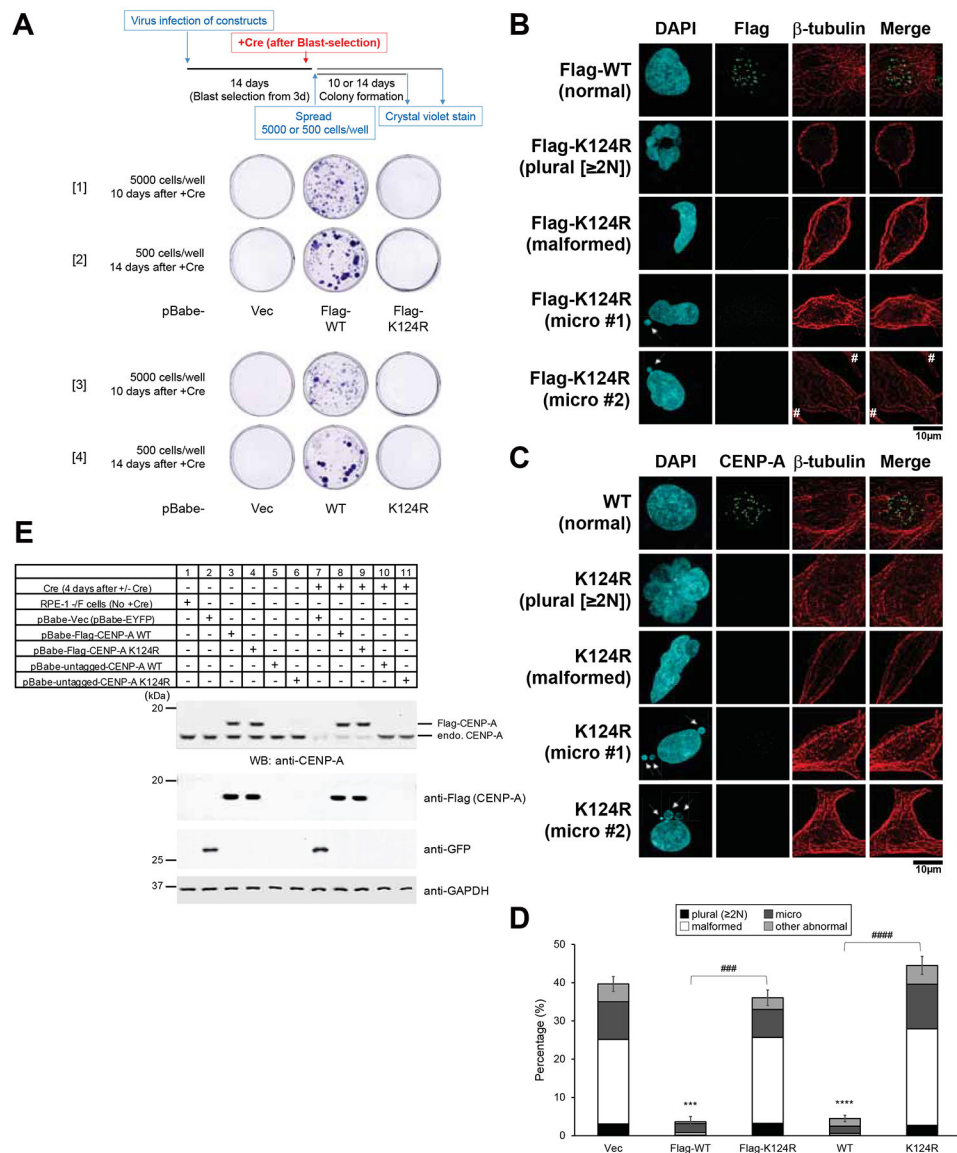 A
Virus infection of constructs
+Cre (after Blast-selection)
14 days
(Blast selection from 3d)
10 or 14 days
Colony formation
Spread
5000 or 500 cells/well
Crystal violet stain
[1]
5000 cells/well
10 days after +Cre
[2]
500 cells/well
14 days after +Cre
pBabe-
Vec
Flag-
WT
Flag-
K124R
[3]
5000 cells/well
10 days after +Cre
[4]
500 cells/well
14 days after +Cre
pBabe-
Vec
WT
K124R
B
DAPI Flag β-tubulin Merge
Flag-WT
(normal)
Flag-K124R
(plural [≥2N])
Flag-K124R
(malformed)
Flag-K124R
(micro #1)
Flag-K124R
(micro #2)
# #
# #
10μm
C
DAPI CENP-A β-tubulin Merge
WT
(normal)
K124R
(plural [≥2N])
K124R
(malformed)
K124R
(micro #1)
K124R
(micro #2)
10μm
E
1 2 3 4 5 6 7 8 9 10 11
Cre (4 days after +/- Cre) - - - - - - + + + + +
RPE-1 -/F cells (No +Cre) + - - - - - - - - - -
pBabe-Vec (pBabe-EYFP) - + - - - - + - - - -
pBabe-Flag-CENP-A WT - - + - - - - + - - -
pBabe-Flag-CENP-A K124R - - - + - - - - + - -
pBabe-untagged-CENP-A WT - - - - + - - - - + -
pBabe-untagged-CENP-A K124R - - - - - + - - - - +
(kDa)
20
Flag-CENP-A
endo. CENP-A
WB: anti-CENP-A
20
anti-Flag (CENP-A)
anti-GFP
25
37
anti-GAPDH
D
plural (≥2N) micro
malformed other abnormal
Percentage (%)
50
40
30
20
10
0
###
####
***
****
Vec Flag-WT Flag-K124R WT K124R